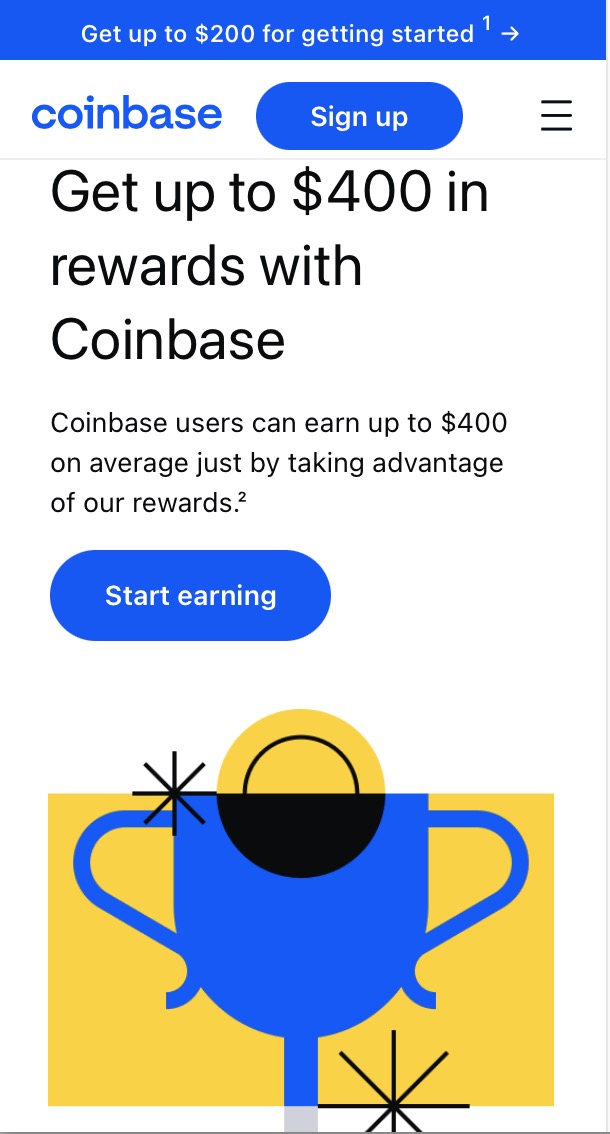 Get up to $200 for getting started ¹ →
coinbase
Sign up
Get up to $400 in
rewards with
Coinbase
Coinbase users can earn up to $400
on average just by taking advantage
of our rewards.²
Start earning